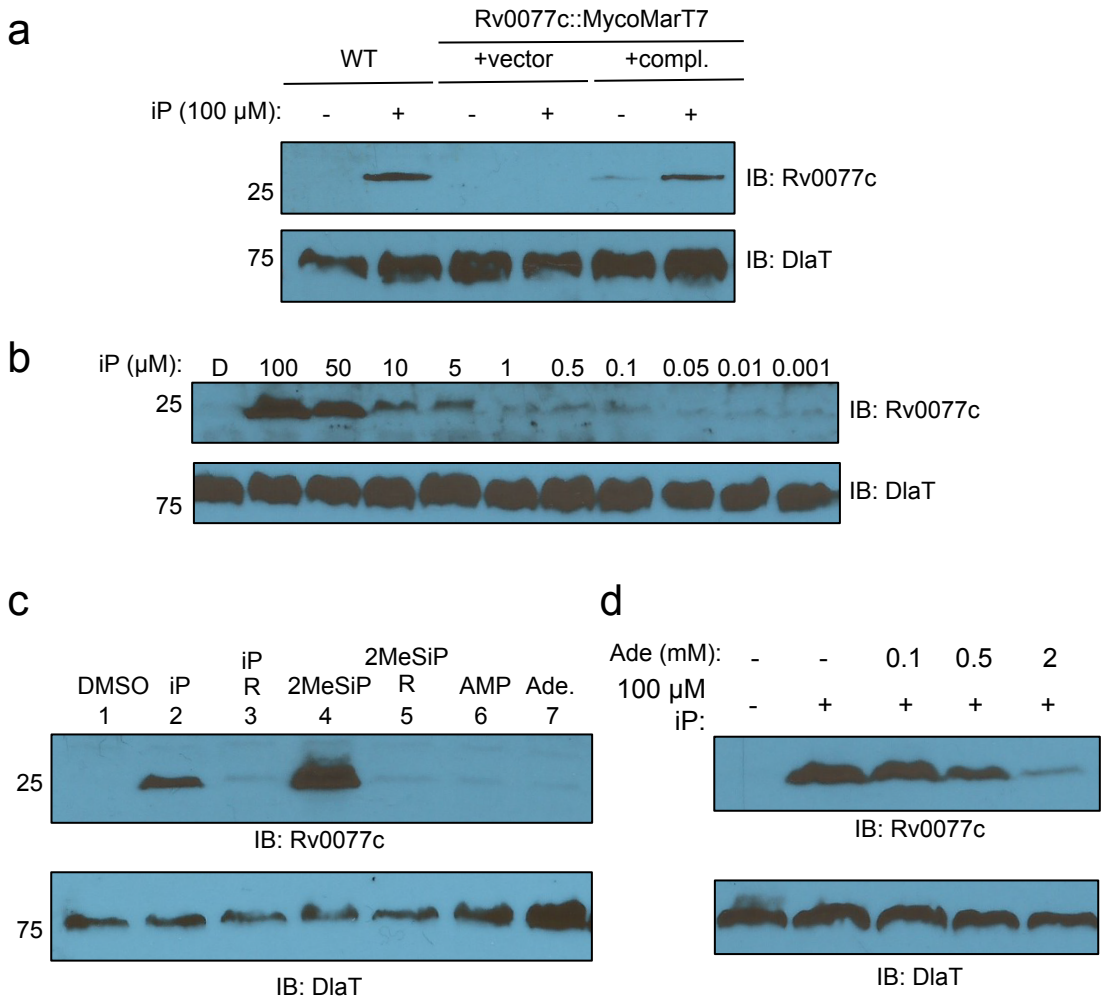 a
Rv0077c::MycoMarT7
WT +vector +compl.
iP (100 µM): - + - + - +
25 IB: Rv0077c
75 IB: DlaT
b
iP (µM): D 100 50 10 5 1 0.5 0.1 0.05 0.01 0.001
25 IB: Rv0077c
75 IB: DlaT
c
DMSO iP iP R 2MeSiP 2MeSiP R AMP Ade.
1 2 3 4 5 6 7
25
IB: Rv0077c
75
IB: DlaT
d
Ade (mM): - - 0.1 0.5 2
100 µM iP: - + + + +
IB: Rv0077c
IB: DlaT